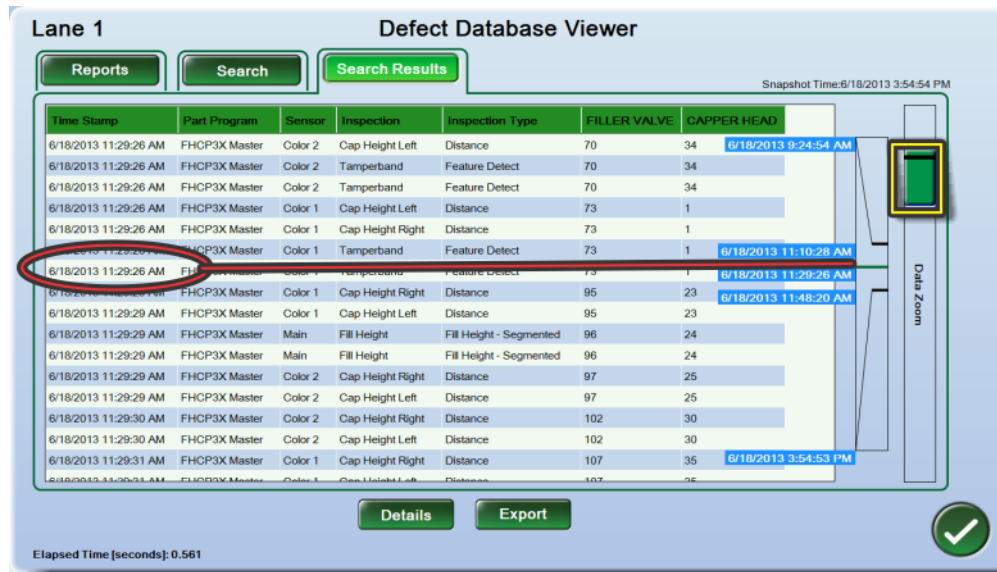 Lane 1 Defect Database Viewer
Reports Search Search Results
Snapshot Time:6/18/2013 3:54:54 PM
Time Stamp Part Program Sensor Inspection Inspection Type FILLER VALVE CAPPER HEAD
6/18/2013 11:29:26 AM FHCP3X Master Color 2 Cap Height Left Distance 70 34 6/18/2013 9:24:54 AM
6/18/2013 11:29:26 AM FHCP3X Master Color 2 Tamperband Feature Detect 70 34
6/18/2013 11:29:26 AM FHCP3X Master Color 2 Tamperband Feature Detect 70 34
6/18/2013 11:29:26 AM FHCP3X Master Color 1 Cap Height Left Distance 73 1
6/18/2013 11:29:26 AM FHCP3X Master Color 1 Cap Height Right Distance 73 1
FHCP3X Master Color 1 Tamperband Feature Detect 73 1 6/18/2013 11:10:28 AM
6/18/2013 11:29:26 AM Tamperband Feature Detect 73 1 6/18/2013 11:29:26 AM
FHCP3X Master Color 1 Cap Height Right Distance 95 23 6/18/2013 11:48:20 AM
6/18/2013 11:29:29 AM FHCP3X Master Color 1 Cap Height Left Distance 95 23
6/18/2013 11:29:29 AM FHCP3X Master Main Fill Height Fill Height - Segmented 96 24
6/18/2013 11:29:29 AM FHCP3X Master Main Fill Height Fill Height - Segmented 96 24
6/18/2013 11:29:29 AM FHCP3X Master Color 2 Cap Height Right Distance 97 25
6/18/2013 11:29:29 AM FHCP3X Master Color 2 Cap Height Left Distance 97 25
6/18/2013 11:29:30 AM FHCP3X Master Color 2 Cap Height Right Distance 102 30
6/18/2013 11:29:30 AM FHCP3X Master Color 2 Cap Height Left Distance 102 30
6/18/2013 11:29:31 AM FHCP3X Master Color 1 Cap Height Right Distance 107 35 6/18/2013 3:54:53 PM
Data Zoom
Details Export
Elapsed Time [seconds]: 0.561